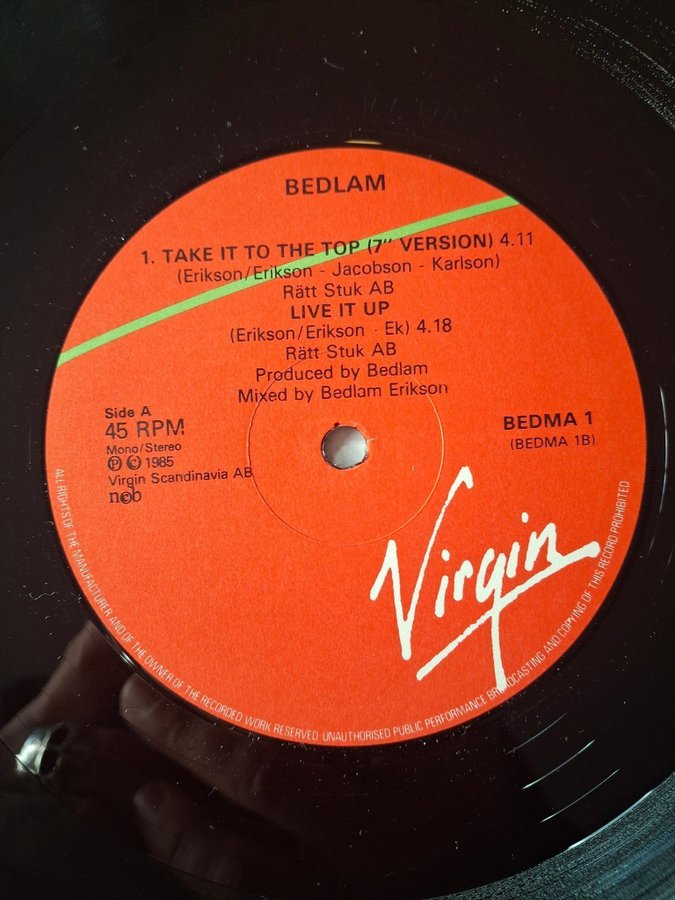 BEDLAM
1. TAKE IT TO THE TOP (7" VERSION) 4.11
(Erikson/Erikson - Jacobson - Karlson)
Rätt Stuk AB
LIVE IT UP
(Erikson/Erikson · Ek) 4.18
Rätt Stuk AB
Produced by Bedlam
Mixed by Bedlam Erikson
Side A
45 RPM
Mono/Stereo
Ⓟ © 1985
Virgin Scandinavia AB
ncb
BEDMA 1
(BEDMA 1B)
Virgin
ALL RIGHTS OF THE MANUFACTURER AND OF THE OWNER OF THE RECORDED WORK RESERVED UNAUTHORISED PUBLIC PERFORMANCE BROADCASTING AND COPYING OF THIS RECORD PROHIBITED